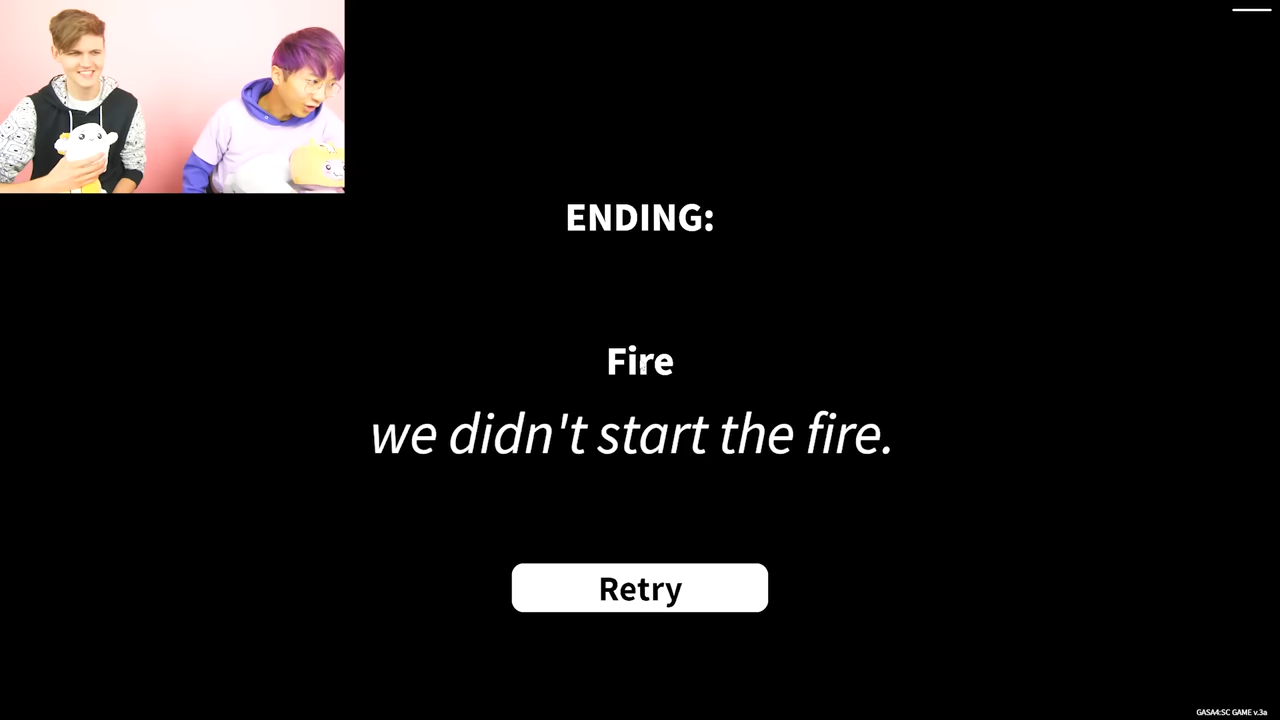 ENDING:
Fire
we didn't start the fire.
Retry
GASA4:SC GAME v.3a